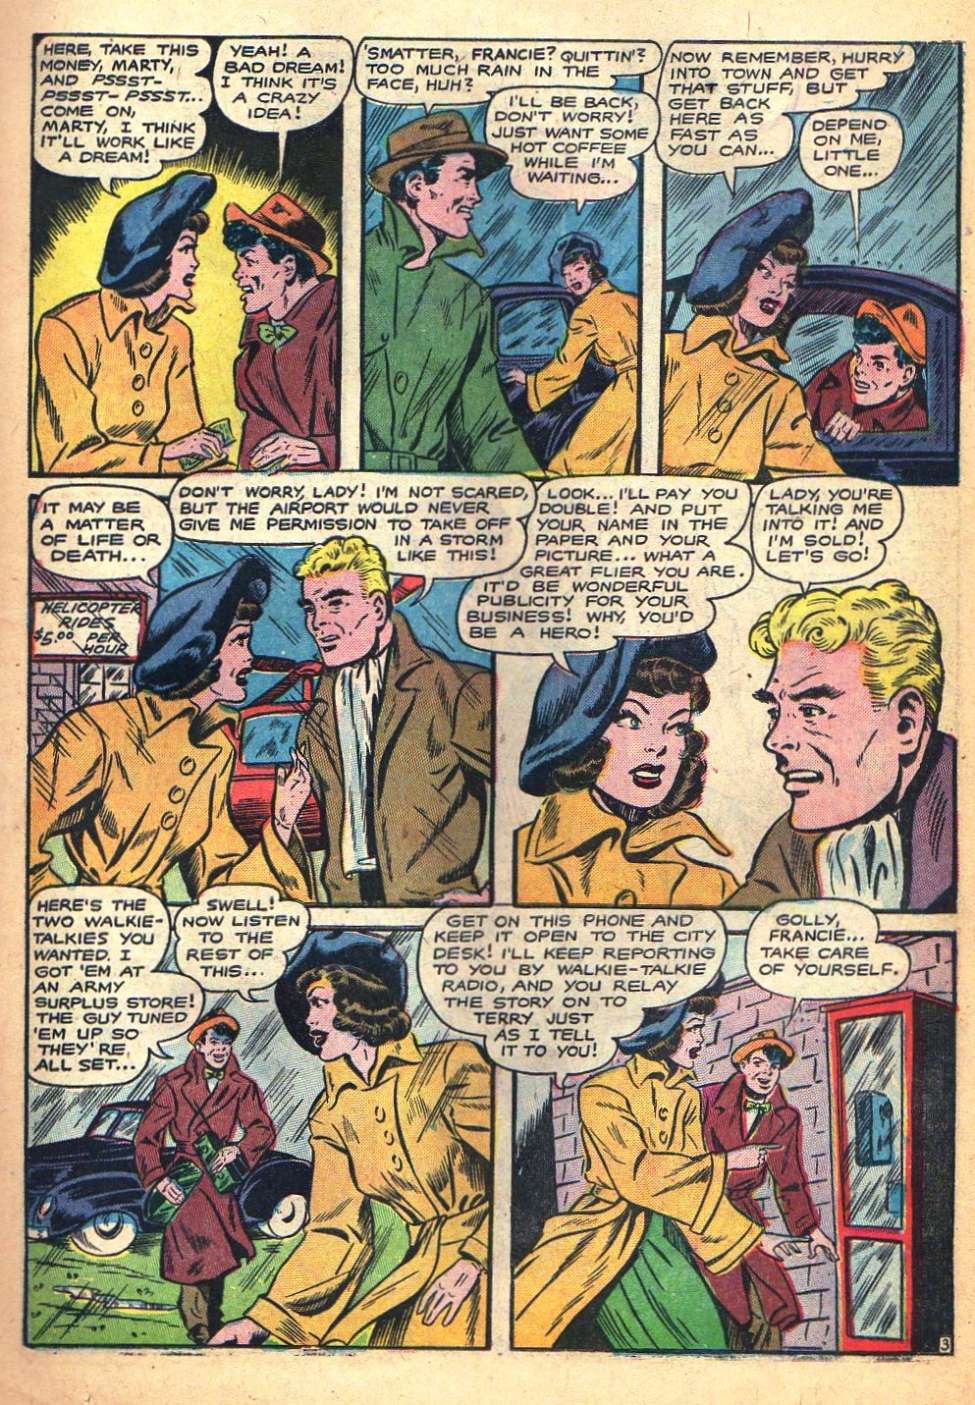 HERE, TAKE THIS
MONEY, MARTY,
AND PSSST-
PSSST- PSSST...
COME ON,
MARTY, I THINK
IT'LL WORK LIKE
A DREAM!
YEAH! A
BAD DREAM!
I THINK IT'S
A CRAZY
IDEA!
'SMATTER, FRANCIE? QUITTIN'?
TOO MUCH RAIN IN THE
FACE, HUH?
I'LL BE BACK,
DON'T WORRY!
JUST WANT SOME
HOT COFFEE
WHILE I'M
WAITING...
NOW REMEMBER, HURRY
INTO TOWN AND GET
THAT STUFF, BUT
GET BACK
HERE AS
FAST AS
YOU CAN...
DEPEND
ON ME,
LITTLE
ONE...
IT MAY BE
A MATTER
OF LIFE OR
DEATH...
DON'T WORRY, LADY! I'M NOT SCARED,
BUT THE AIRPORT WOULD NEVER
GIVE ME PERMISSION TO TAKE OFF
IN A STORM
LIKE THIS!
HELICOPTER
RIDES
$5.00 PER
HOUR
LOOK... I'LL PAY YOU
DOUBLE! AND PUT
YOUR NAME IN THE
PAPER AND YOUR
PICTURE... WHAT A
GREAT FLIER YOU ARE.
IT'D BE WONDERFUL
PUBLICITY FOR YOUR
BUSINESS! WHY, YOU'D
BE A HERO!
LADY, YOU'RE
TALKING ME
INTO IT! AND
I'M SOLD!
LET'S GO!
HERE'S THE
TWO WALKIE-
TALKIES YOU
WANTED. I
GOT 'EM AT
AN ARMY
SURPLUS STORE!
THE GUY TUNED
'EM UP SO
THEY'RE
ALL SET...
SWELL!
NOW LISTEN
TO THE
REST OF
THIS...
GET ON THIS PHONE AND
KEEP IT OPEN TO THE CITY
DESK! I'LL KEEP REPORTING
TO YOU BY WALKIE-TALKIE
RADIO, AND YOU RELAY
THE STORY ON TO
TERRY JUST
AS I TELL
IT TO YOU!
GOLLY,
FRANCIE...
TAKE CARE
OF YOURSELF.
3